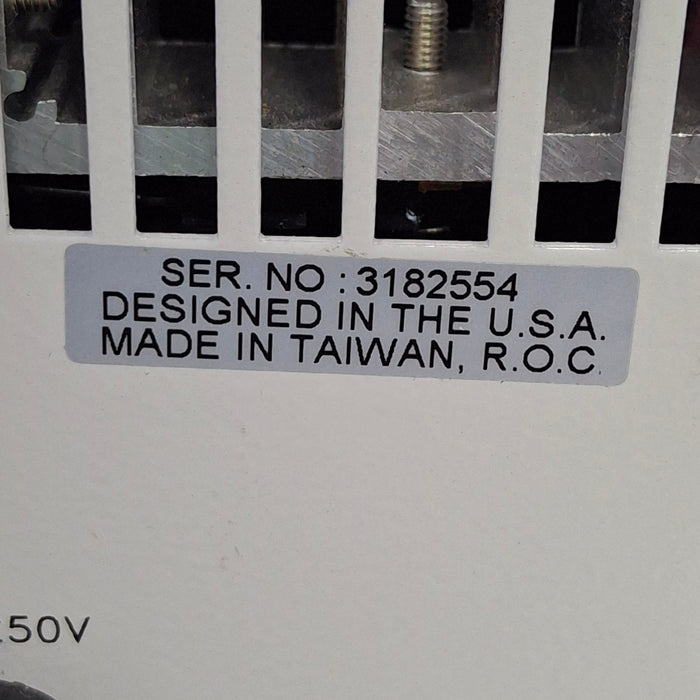 SER. NO : 3182554
DESIGNED IN THE U.S.A.
MADE IN TAIWAN, R.O.C.
50V